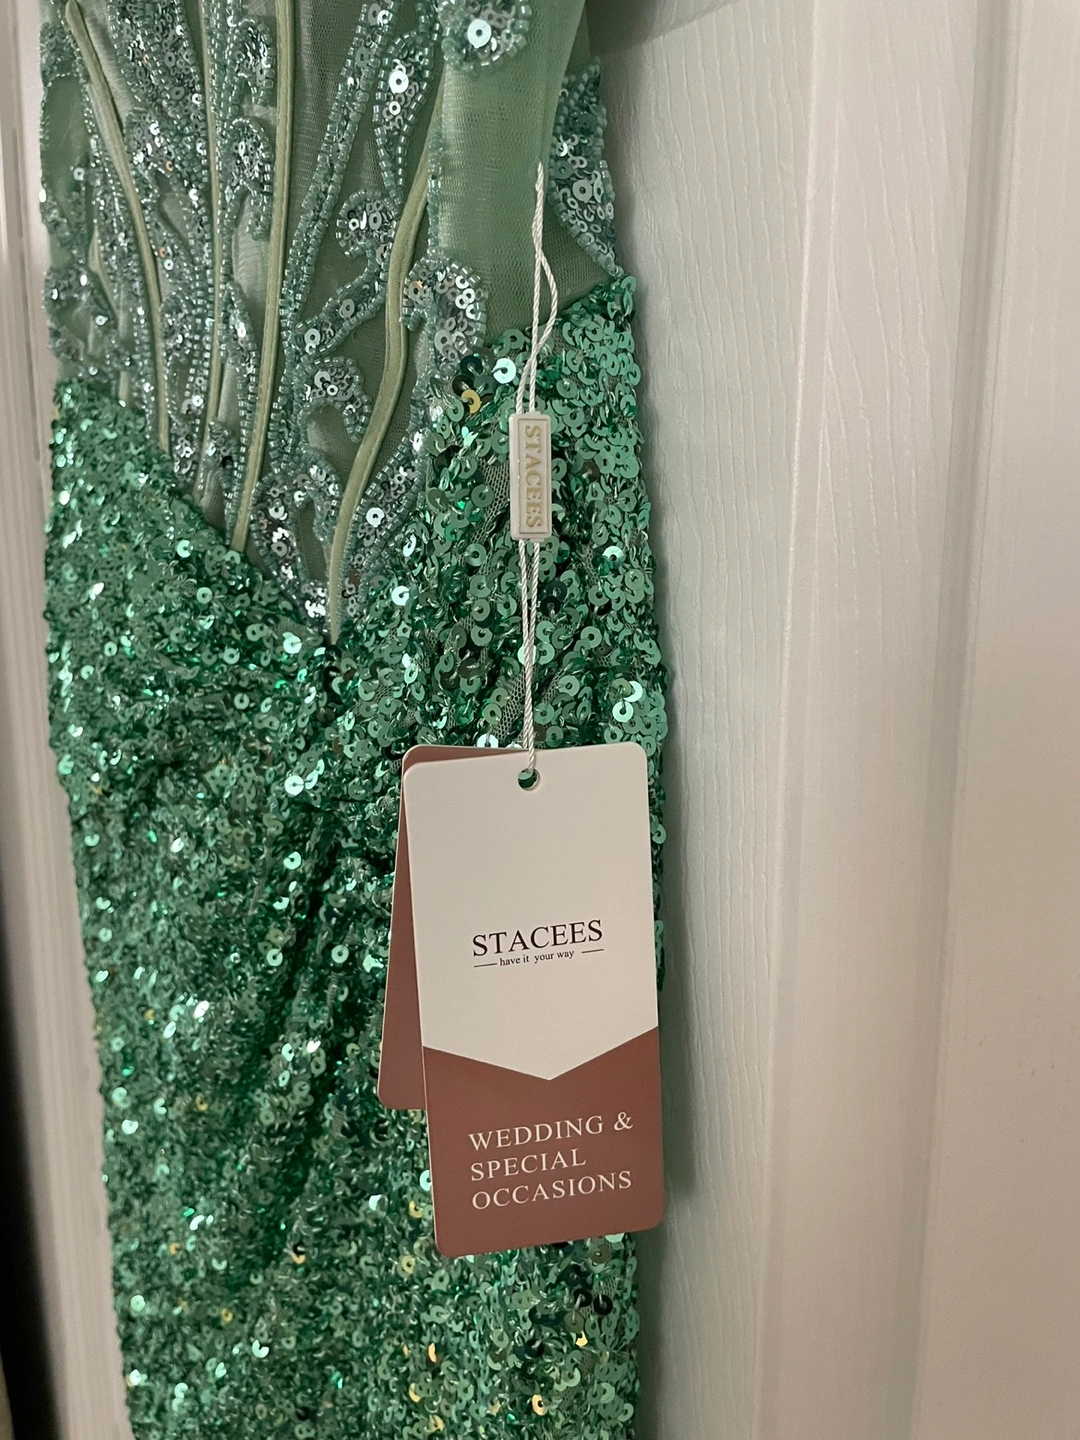 STACEES
STACEES
have it your way
WEDDING &
SPECIAL
OCCASIONS